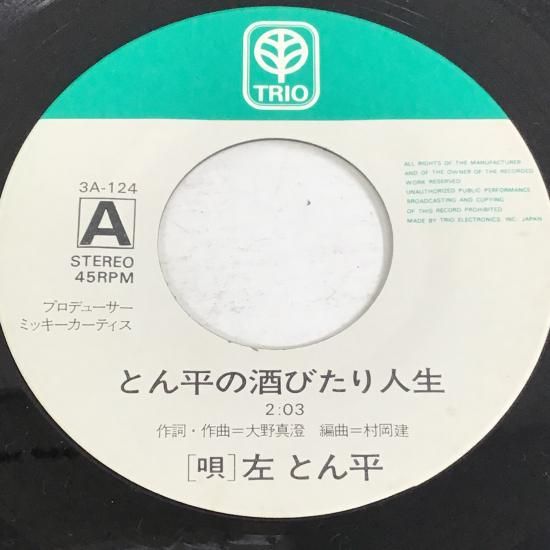 TRIO
ALL RIGHTS OF THE MANUFACTURER
AND OF THE OWNER OF THE RECORDED
WORK RESERVED
UNAUTHORIZED PUBLIC PERFORMANCE
BROADCASTING AND COPYING
OF THIS RECORD PROHIBITED
MADE BY TRIO ELECTRONICS, INC. JAPAN
3A-124
A
STEREO
45RPM
プロデューサー
ミッキーカーティス
とん平の酒びたり人生
2:03
作詞・作曲=大野真澄 編曲=村岡建
[唄]左 とん平